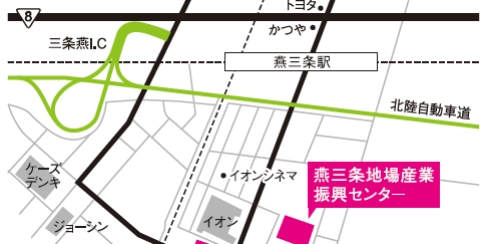 8
トヨタ
かつや
三条燕I.C
燕三条駅
北陸自動車道
ケーズ
デンキ
イオンシネマ
燕三条地場産業
振興センター
イオン
ジョーシン